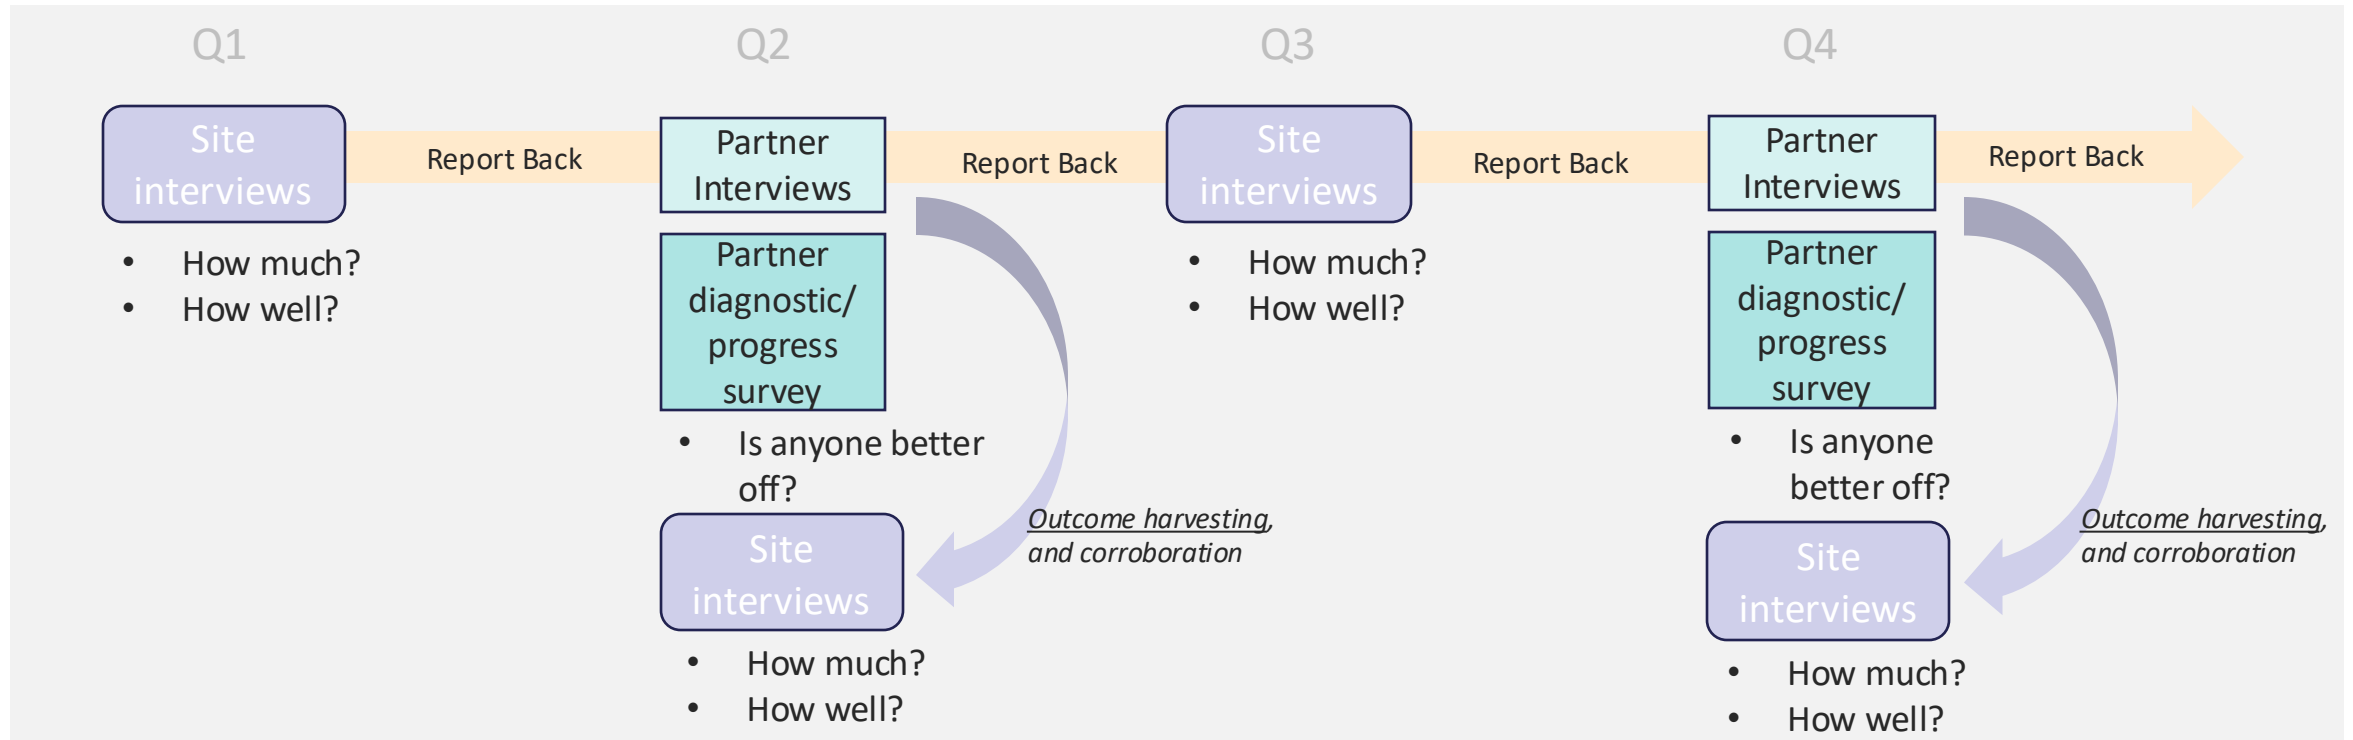 Q1
Q2
Q3
Q4
Site
interviews
Report Back
Partner
Interviews
Report Back
Site
interviews
Report Back
Partner
Interviews
Report Back
• How much?
• How well?
Partner
diagnostic/
progress
survey
• Is anyone better
off?
Outcome harvesting,
and corroboration
Site
interviews
• How much?
• How well?
• How much?
• How well?
Partner
diagnostic/
progress
survey
• Is anyone
better off?
Outcome harvesting,
and corroboration
Site
interviews
• How much?
• How well?